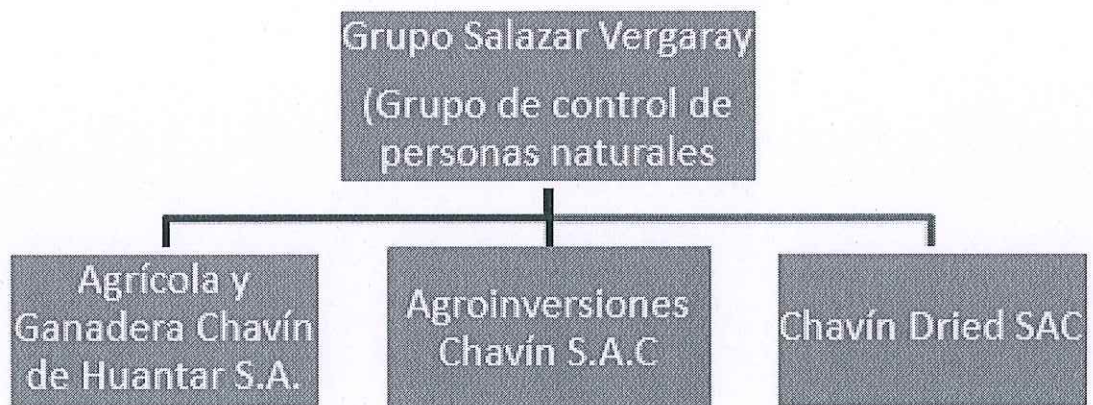 Grupo Salazar Vergaray
(Grupo de control de
personas naturales
Agrícola y
Ganadera Chavín
de Huantar S.A.
Agroinversiones
Chavín S.A.C
Chavín Dried SAC